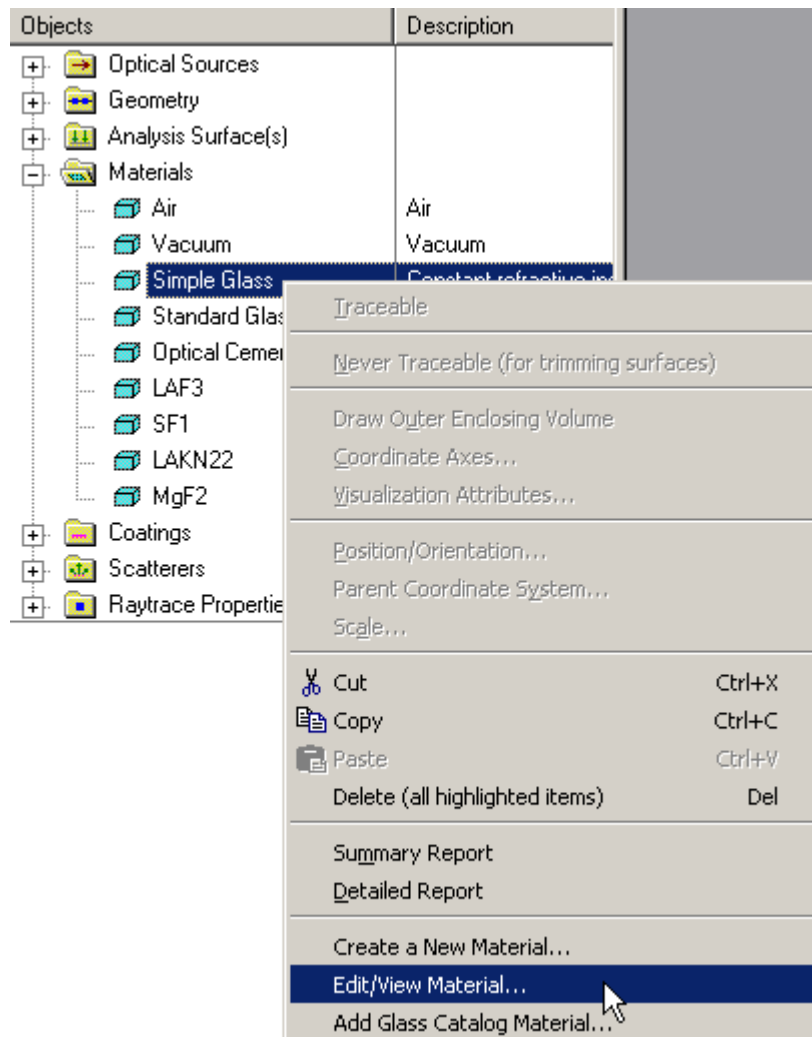 Objects Description
Optical Sources
Geometry
Analysis Surface(s)
Materials
Air Air
Vacuum Vacuum
Simple Glass Constant refractive
Standard
Optical
LAF3
SF1
LAKN22
MgF2
Coatings
Scatterers
Raytrace
Traceable
Never Traceable (for trimming surfaces)
Draw Outer Enclosing Volume
Coordinate Axes...
Visualization Attributes...
Position/Orientation...
Parent Coordinate System...
Scale...
Cut Ctrl+X
Copy Ctrl+C
Paste Ctrl+V
Delete (all highlighted items) Del
Summary Report
Detailed Report
Create a New Material...
Edit/View Material...
Add Glass Catalog Material...